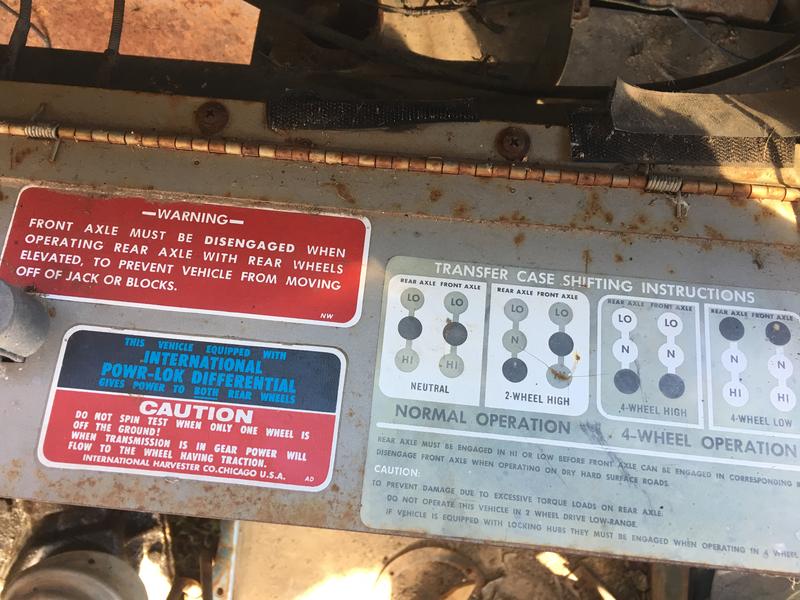 —WARNING—
FRONT AXLE MUST BE DISENGAGED WHEN
OPERATING REAR AXLE WITH REAR WHEELS
ELEVATED, TO PREVENT VEHICLE FROM MOVING
OFF OF JACK OR BLOCKS.
NW
THIS VEHICLE EQUIPPED WITH
INTERNATIONAL
POWR-LOK DIFFERENTIAL
GIVES POWER TO BOTH REAR WHEELS
CAUTION
DO NOT SPIN TEST WHEN ONLY ONE WHEEL IS
OFF THE GROUND!
WHEN TRANSMISSION IS IN GEAR POWER WILL
FLOW TO THE WHEEL HAVING TRACTION.
INTERNATIONAL HARVESTER CO. CHICAGO U.S.A.
AD
TRANSFER CASE SHIFTING INSTRUCTIONS
REAR AXLE FRONT AXLE
LO LO
HI HI
NEUTRAL
REAR AXLE FRONT AXLE
LO LO
N
HI
2-WHEEL HIGH
REAR AXLE FRONT AXLE
LO LO
N N
4-WHEEL HIGH
REAR AXLE FRONT AXLE
N N
HI HI
4-WHEEL LOW
NORMAL OPERATION
4-WHEEL OPERATION
REAR AXLE MUST BE ENGAGED IN HI OR LOW BEFORE FRONT AXLE CAN BE ENGAGED IN CORRESPONDING
DISENGAGE FRONT AXLE WHEN OPERATING ON DRY HARD SURFACE ROADS.
CAUTION:
TO PREVENT DAMAGE DUE TO EXCESSIVE TORQUE LOADS ON REAR AXLE.
DO NOT OPERATE THIS VEHICLE IN 2 WHEEL DRIVE LOW-RANGE.
IF VEHICLE IS EQUIPPED WITH LOCKING HUBS THEY MUST BE ENGAGED WHEN OPERATING IN 4 WHEEL